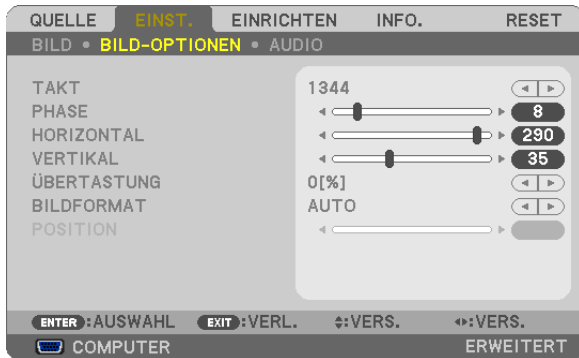 QUELLE EINST. EINRICHTEN INFO. RESET
BILD • BILD-OPTIONEN • AUDIO
TAKT 1344
PHASE 8
HORIZONTAL 290
VERTIKAL 35
ÜBERTASTUNG 0[%]
BILDFORMAT AUTO
POSITION
ENTER :AUSWAHL EXIT :VERL. :VERS. :VERS.
COMPUTER ERWEITERT